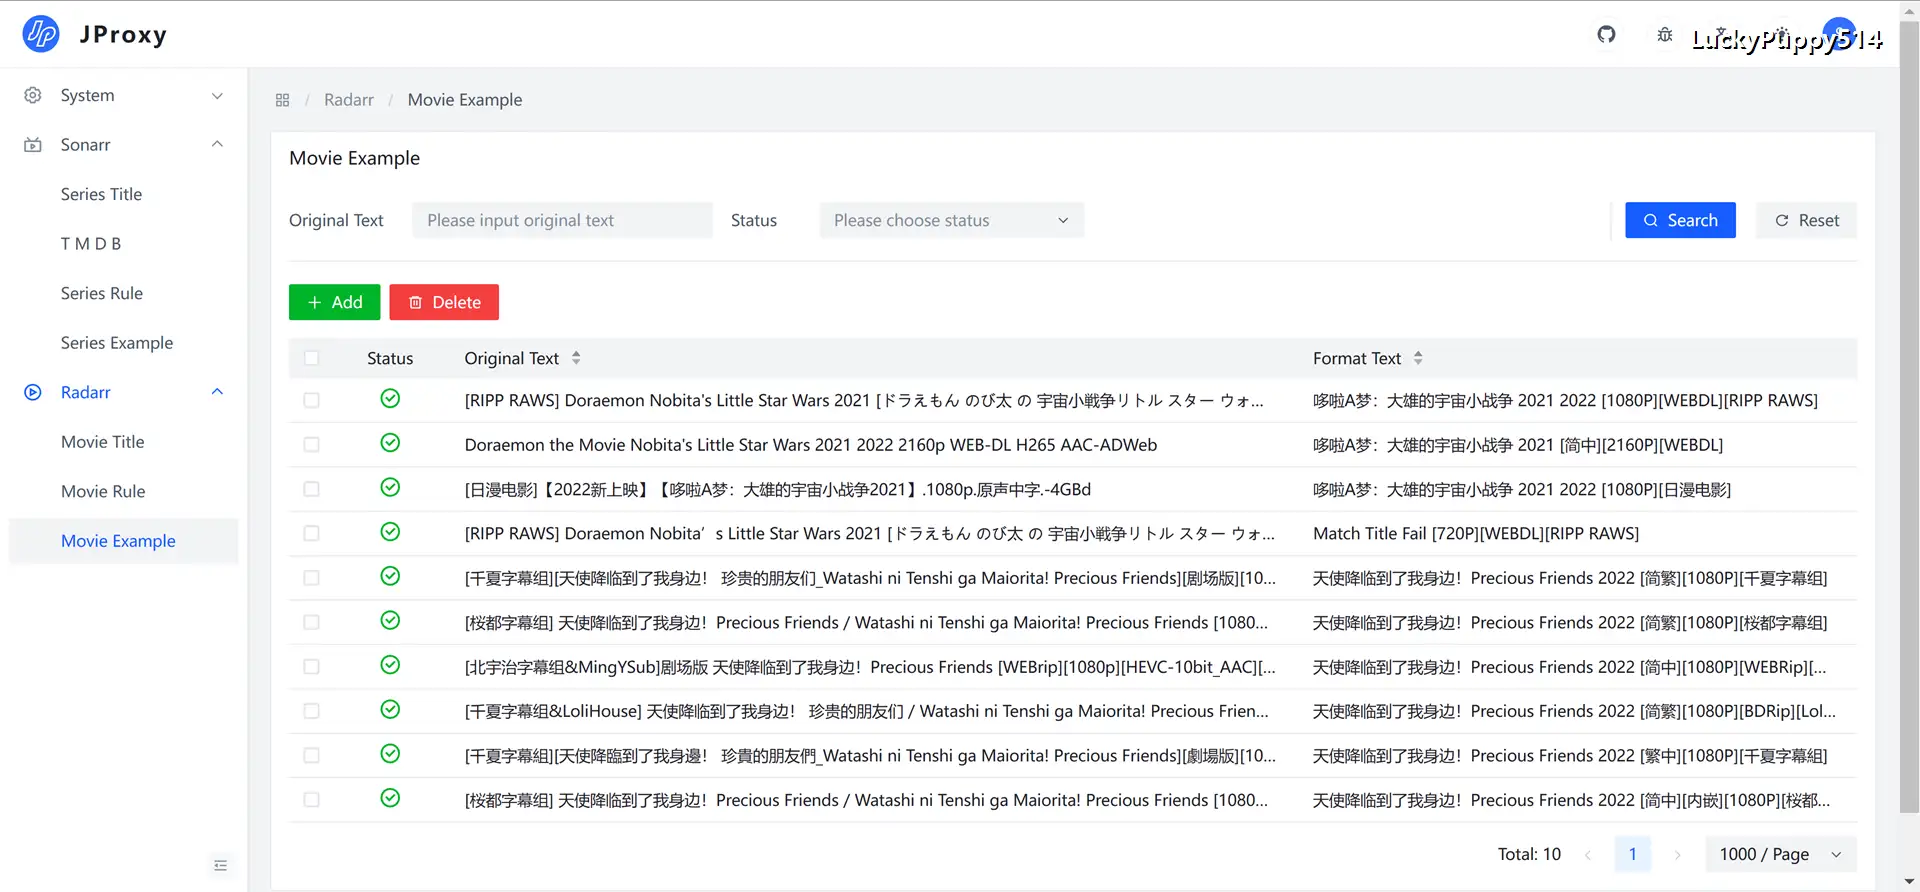 JProxy
LuckyPuppy514
System
Sonarr
Series Title
T M D B
Series Rule
Series Example
Radarr
Movie Title
Movie Rule
Movie Example
/ Radarr / Movie Example
Movie Example
Original Text Please input original text Status Please choose status Search Reset
Add Delete
Status Original Text Format Text
[RIPP RAWS] Doraemon Nobita's Little Star Wars 2021 [ドラえもん のび太 の 宇宙小戦争リトル スター ウォ... 哆啦A梦：大雄的宇宙小战争 2021 2022 [1080P][WEBDL][RIPP RAWS]
Doraemon the Movie Nobita's Little Star Wars 2021 2022 2160p WEB-DL H265 AAC-ADWeb 哆啦A梦：大雄的宇宙小战争 2021 [简中][2160P][WEBDL]
[日漫电影]【2022新上映】【哆啦A梦：大雄的宇宙小战争2021】.1080p.原声中字.-4GBd 哆啦A梦：大雄的宇宙小战争 2021 2022 [1080P][日漫电影]
[RIPP RAWS] Doraemon Nobita’s Little Star Wars 2021 [ドラえもん のび太 の 宇宙小戦争リトル スター ウォ... Match Title Fail [720P][WEBDL][RIPP RAWS]
[千夏字幕组][天使降临到了我身边！ 珍贵的朋友们_Watashi ni Tenshi ga Maiorita! Precious Friends][剧场版][10... 天使降临到了我身边！Precious Friends 2022 [简繁][1080P][千夏字幕组]
[桜都字幕组] 天使降临到了我身边！Precious Friends / Watashi ni Tenshi ga Maiorita! Precious Friends [1080... 天使降临到了我身边！Precious Friends 2022 [简繁][1080P][桜都字幕组]
[北宇治字幕组&MingYSub]剧场版 天使降临到了我身边！Precious Friends [WEBrip][1080p][HEVC-10bit_AAC][... 天使降临到了我身边！Precious Friends 2022 [简中][1080P][WEBRip][...
[千夏字幕组&LoliHouse] 天使降临到了我身边！ 珍贵的朋友们 / Watashi ni Tenshi ga Maiorita! Precious Frien... 天使降临到了我身边！Precious Friends 2022 [简繁][1080P][BDRip][Lol...
[千夏字幕組][天使降臨到了我身邊！ 珍貴的朋友們_Watashi ni Tenshi ga Maiorita! Precious Friends][劇場版][10... 天使降临到了我身边！Precious Friends 2022 [繁中][1080P][千夏字幕組]
[桜都字幕组] 天使降临到了我身边！Precious Friends / Watashi ni Tenshi ga Maiorita! Precious Friends [1080... 天使降临到了我身边！Precious Friends 2022 [简中][内嵌][1080P][桜都...
Total: 10 1 1000 / Page